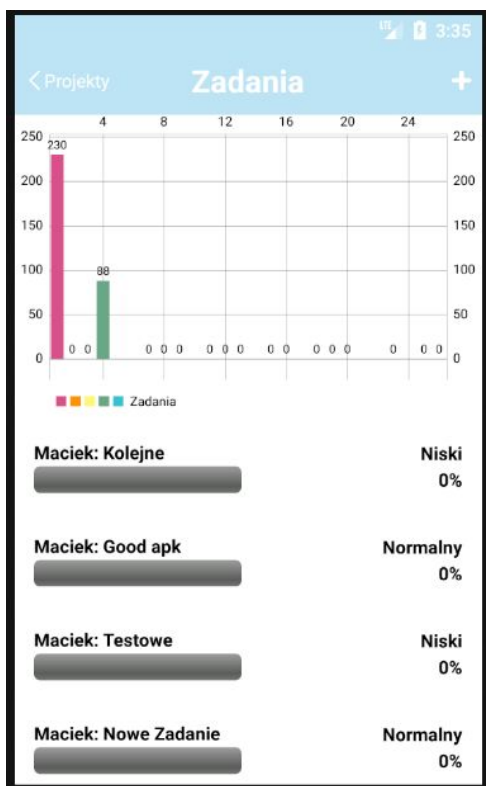 LTE 3:35
Projekty Zadania +
4 8 12 16 20 24
250 250
230
200 200
150 150
100 100
88
50 50
0 0 0 0 0 0 0 0 0 0 0 0 0 0 0 0 0 0
Zadania
Maciek: Kolejne Niski
0%
Maciek: Good apk Normalny
0%
Maciek: Testowe Niski
0%
Maciek: Nowe Zadanie Normalny
0%